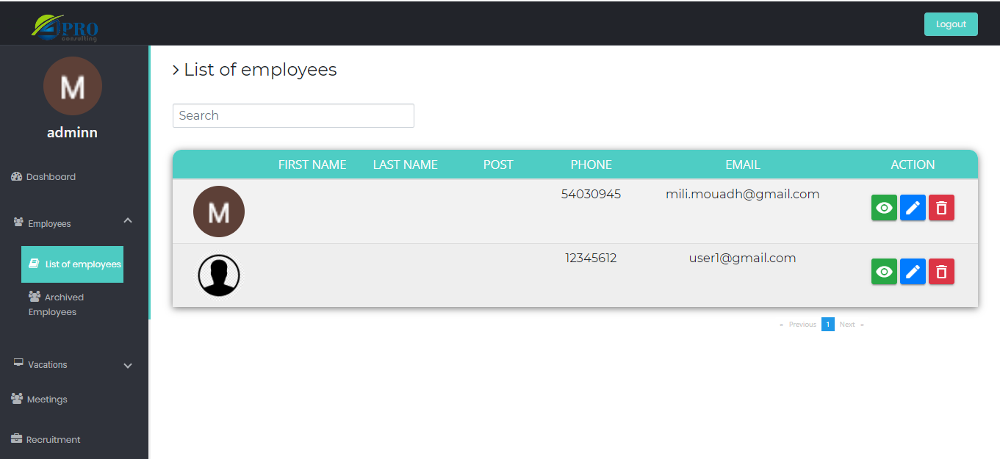 PRO
consulting
Logout
M
adminn
Dashboard
Employees
List of employees
Archived
Employees
Vacations
Meetings
Recruitment
> List of employees
Search
FIRST NAME LAST NAME POST PHONE EMAIL ACTION
M 54030945 mili.mouadh@gmail.com
12345612 user1@gmail.com
« Previous 1 Next »